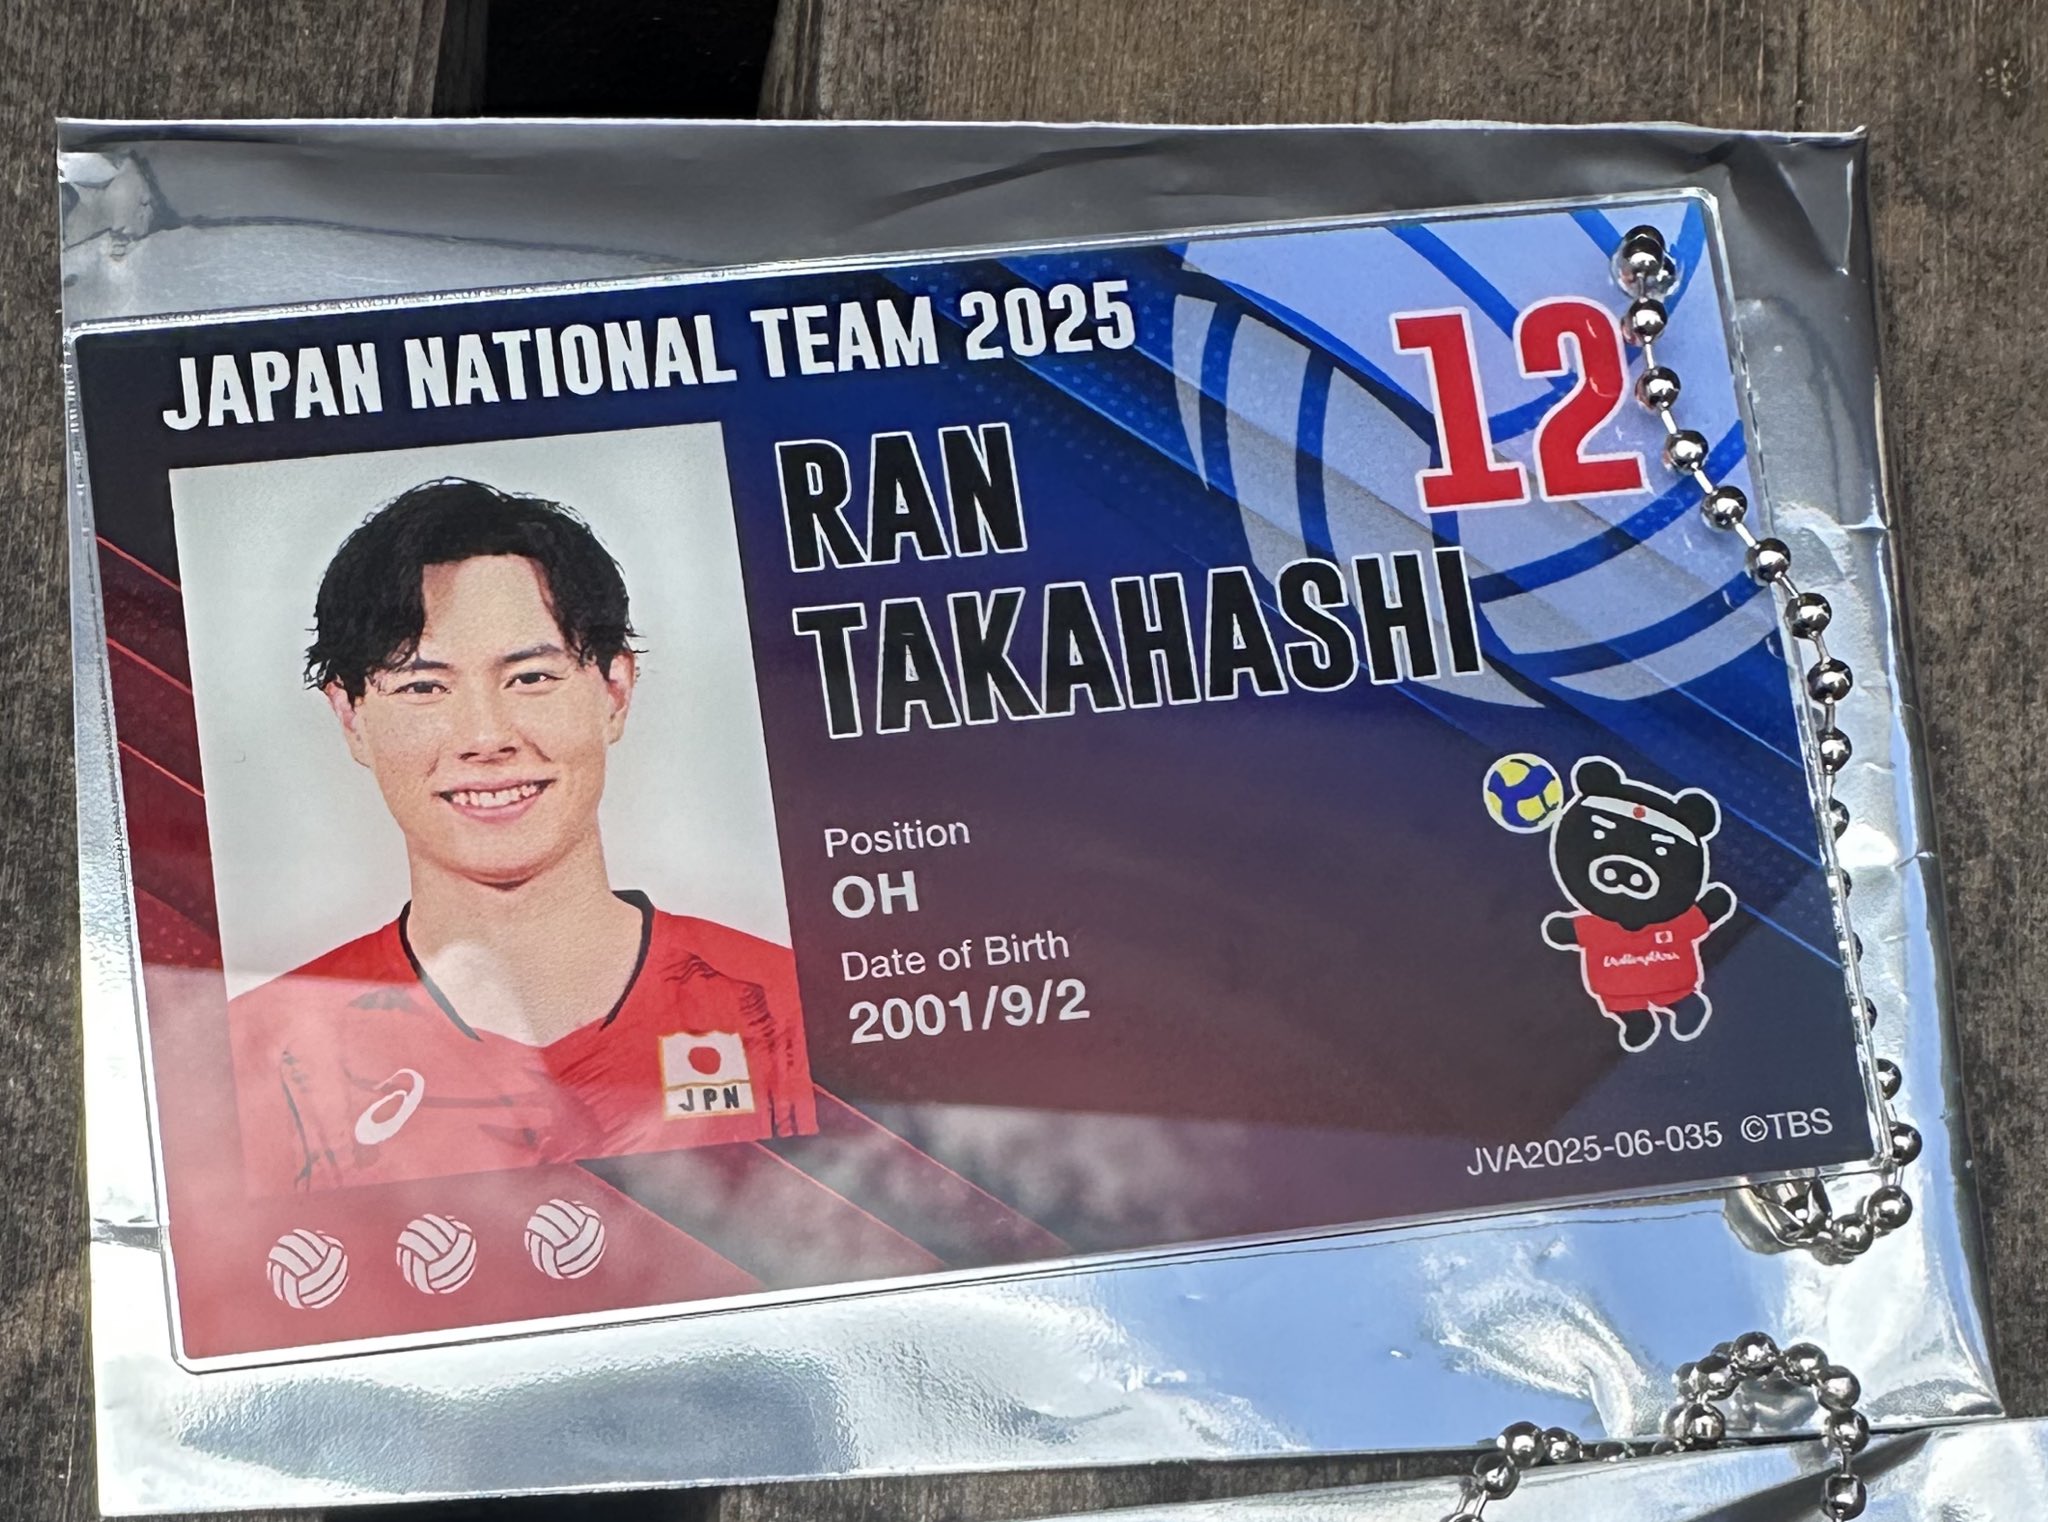 JAPAN NATIONAL TEAM 2025
12
RAN
TAKAHASHI
Position
OH
Date of Birth
2001/9/2
JPN
JVA2025-06-035 ©TBS